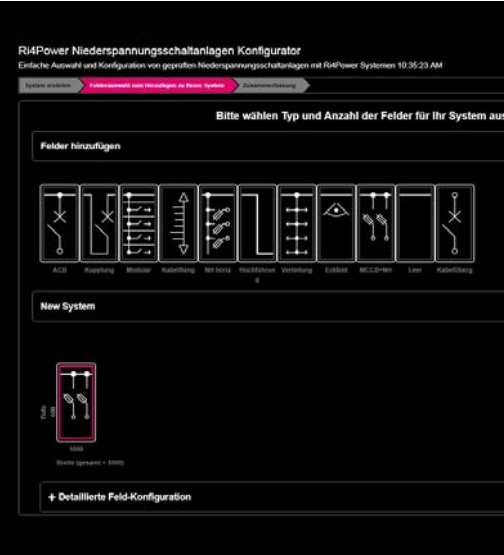 Ri4Power Niederspannungsschaltanlagen Konfigurator
Einfache Auswahl und Konfiguration von geprüften Niederspannungsschaltanlagen mit Ri4Power Systemen 10:35:23 AM
System erstellen Felderauswahl zum Hinzufügen zu Ihrem System Zusammenfassung
Bitte wählen Typ und Anzahl der Felder für Ihr System aus
Felder hinzufügen
ACB Kupplung Modular Kabelfang NH horiz Verteilung Eckfeld MCCB+NH Leer Kabelüberg
New System
Tiefe
600
1000
Breite (gesamt = 1000)
+ Detaillierte Feld-Konfiguration